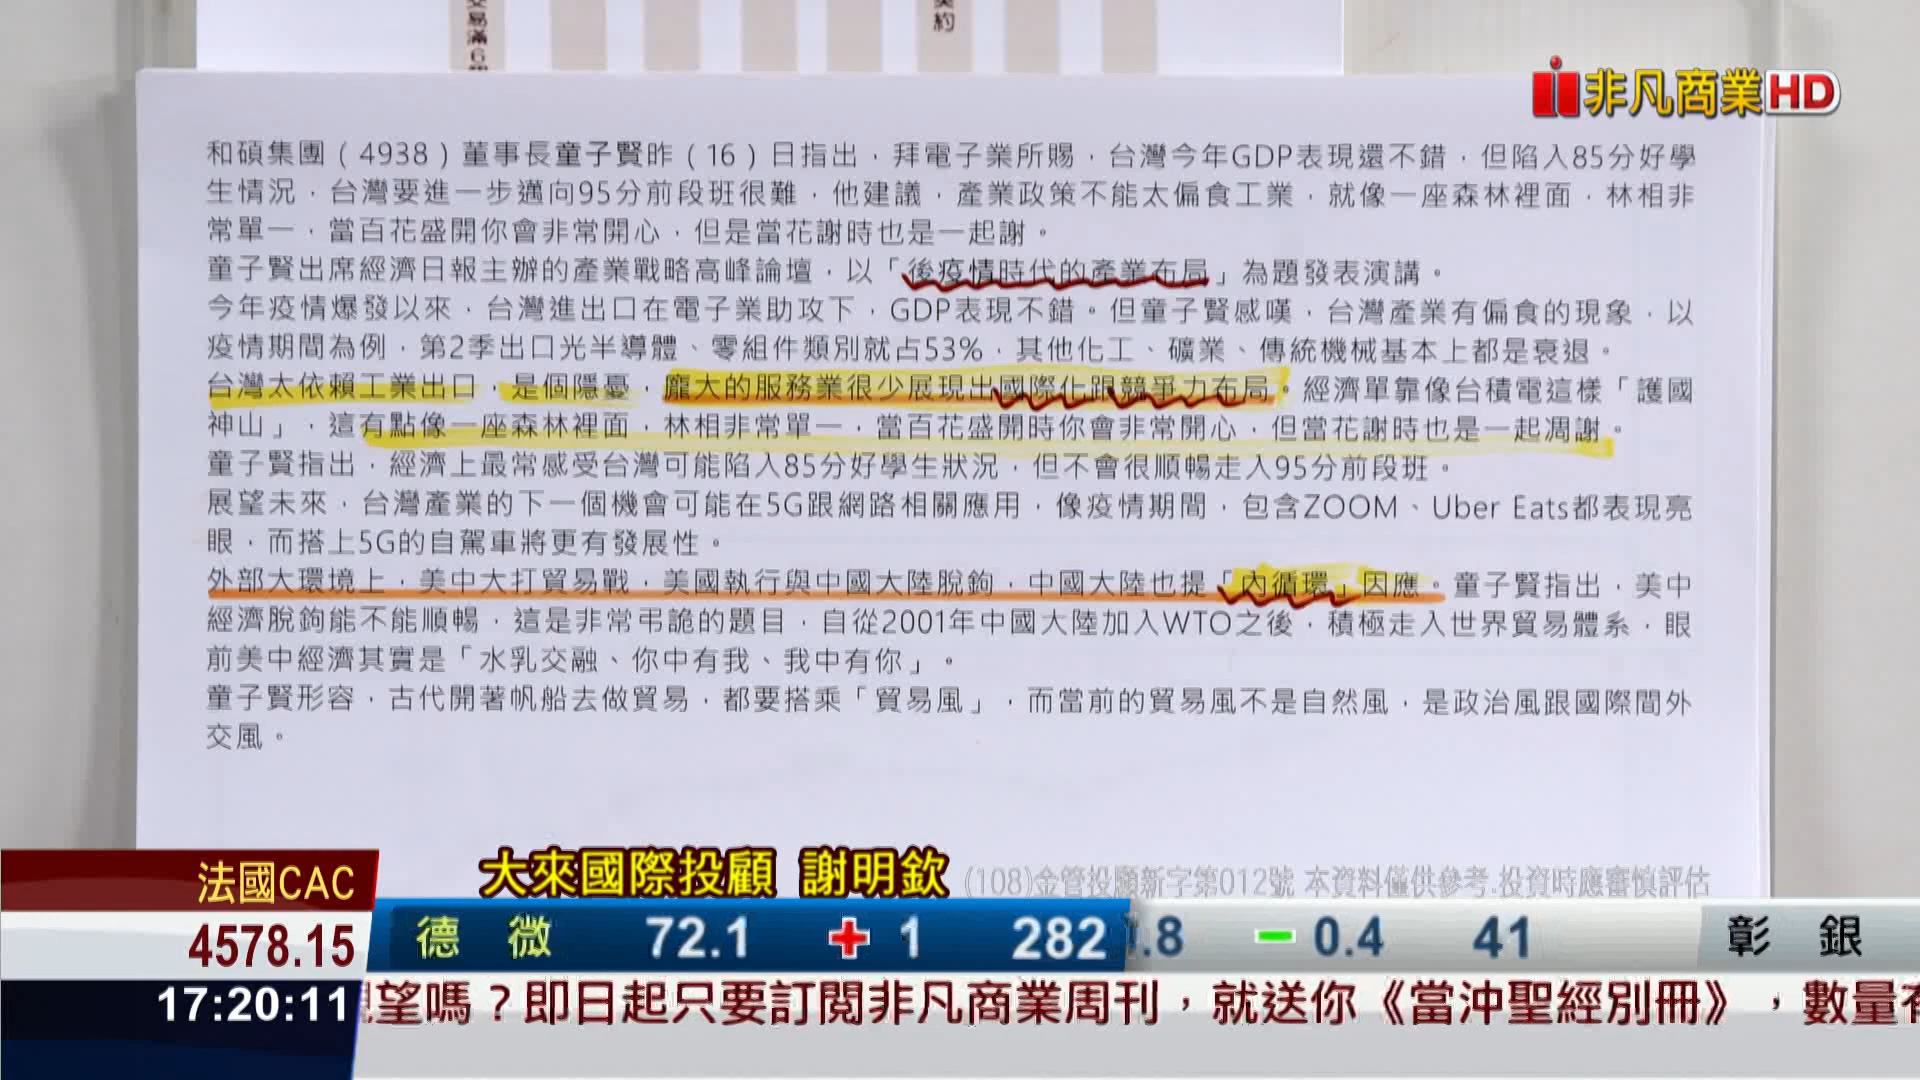 易滿6
約
非凡商業HD
和碩集團（4938）董事長童子賢昨（16）日指出，拜電子業所賜，台灣今年GDP表現還不錯，但陷入85分好學
生情況，台灣要進一步邁向95分前段班很難，他建議，產業政策不能太偏食工業，就像一座森林裡面，林相非
常單一，當百花盛開你會非常開心，但是當花謝時也是一起謝。
童子賢出席經濟日報主辦的產業戰略高峰論壇，以「後疫情時代的產業布局」為題發表演講。
今年疫情爆發以來，台灣進出口在電子業助攻下，GDP表現不錯。但童子賢感嘆，台灣產業有偏食的現象，以
疫情期間為例，第2季出口光半導體、零組件類別就占53%，其他化工、礦業、傳統機械基本上都是衰退。
台灣太依賴工業出口，是個隱憂，龐大的服務業很少展現出國際化跟競爭力布局。經濟單靠像台積電這樣「護國
神山」，這有點像一座森林裡面，林相非常單一，當百花盛開時你會非常開心，但當花謝時也是一起凋謝。
童子賢指出，經濟上最常感受台灣可能陷入85分好學生狀況，但不會很順暢走入95分前段班。
展望未來，台灣產業的下一個機會可能在5G跟網路相關應用，像疫情期間，包含ZOOM、Uber Eats都表現亮
眼，而搭上5G的自駕車將更有發展性。
外部大環境上，美中大打貿易戰，美國執行與中國大陸脫鉤，中國大陸也提「內循環」因應。童子賢指出，美中
經濟脫鉤能不能順暢，這是非常弔詭的題目，自從2001年中國大陸加入WTO之後，積極走入世界貿易體系，眼
前美中經濟其實是「水乳交融、你中有我、我中有你」。
童子賢形容，古代開著帆船去做貿易，都要搭乘「貿易風」，而當前的貿易風不是自然風，是政治風跟國際間外
交風。
大來國際投顧 謝明欽 (108)金管投顧新字第012號 本資料僅供參考.投資時應審慎評估
法國CAC
4578.15
德 微 72.1 + 1 282 .8 − 0.4 41 彰 銀
17:20:11
望嗎？即日起只要訂閱非凡商業周刊，就送你《當沖聖經別冊》，數量